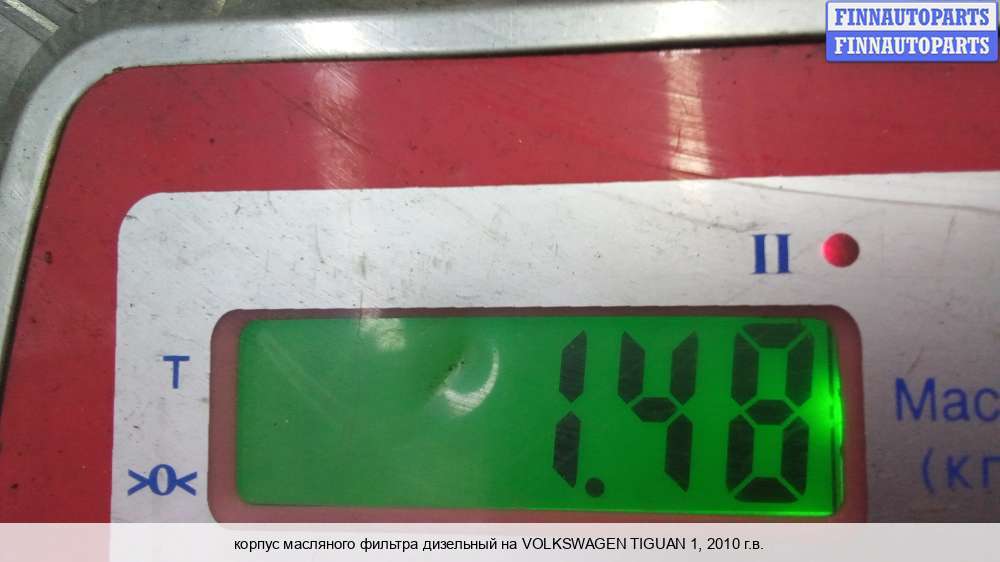 FINNAUTOPARTS
FINNAUTOPARTS
II
T
1.48
Мас
>0<
(кг
корпус масляного фильтра дизельный на VOLKSWAGEN TIGUAN 1, 2010 г.в.